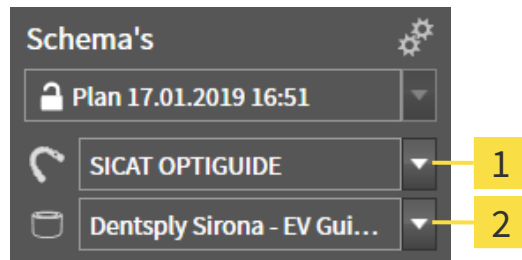 Schema's
Plan 17.01.2019 16:51
SICAT OPTIGUIDE
1
Dentsply Sirona - EV Gui...
2